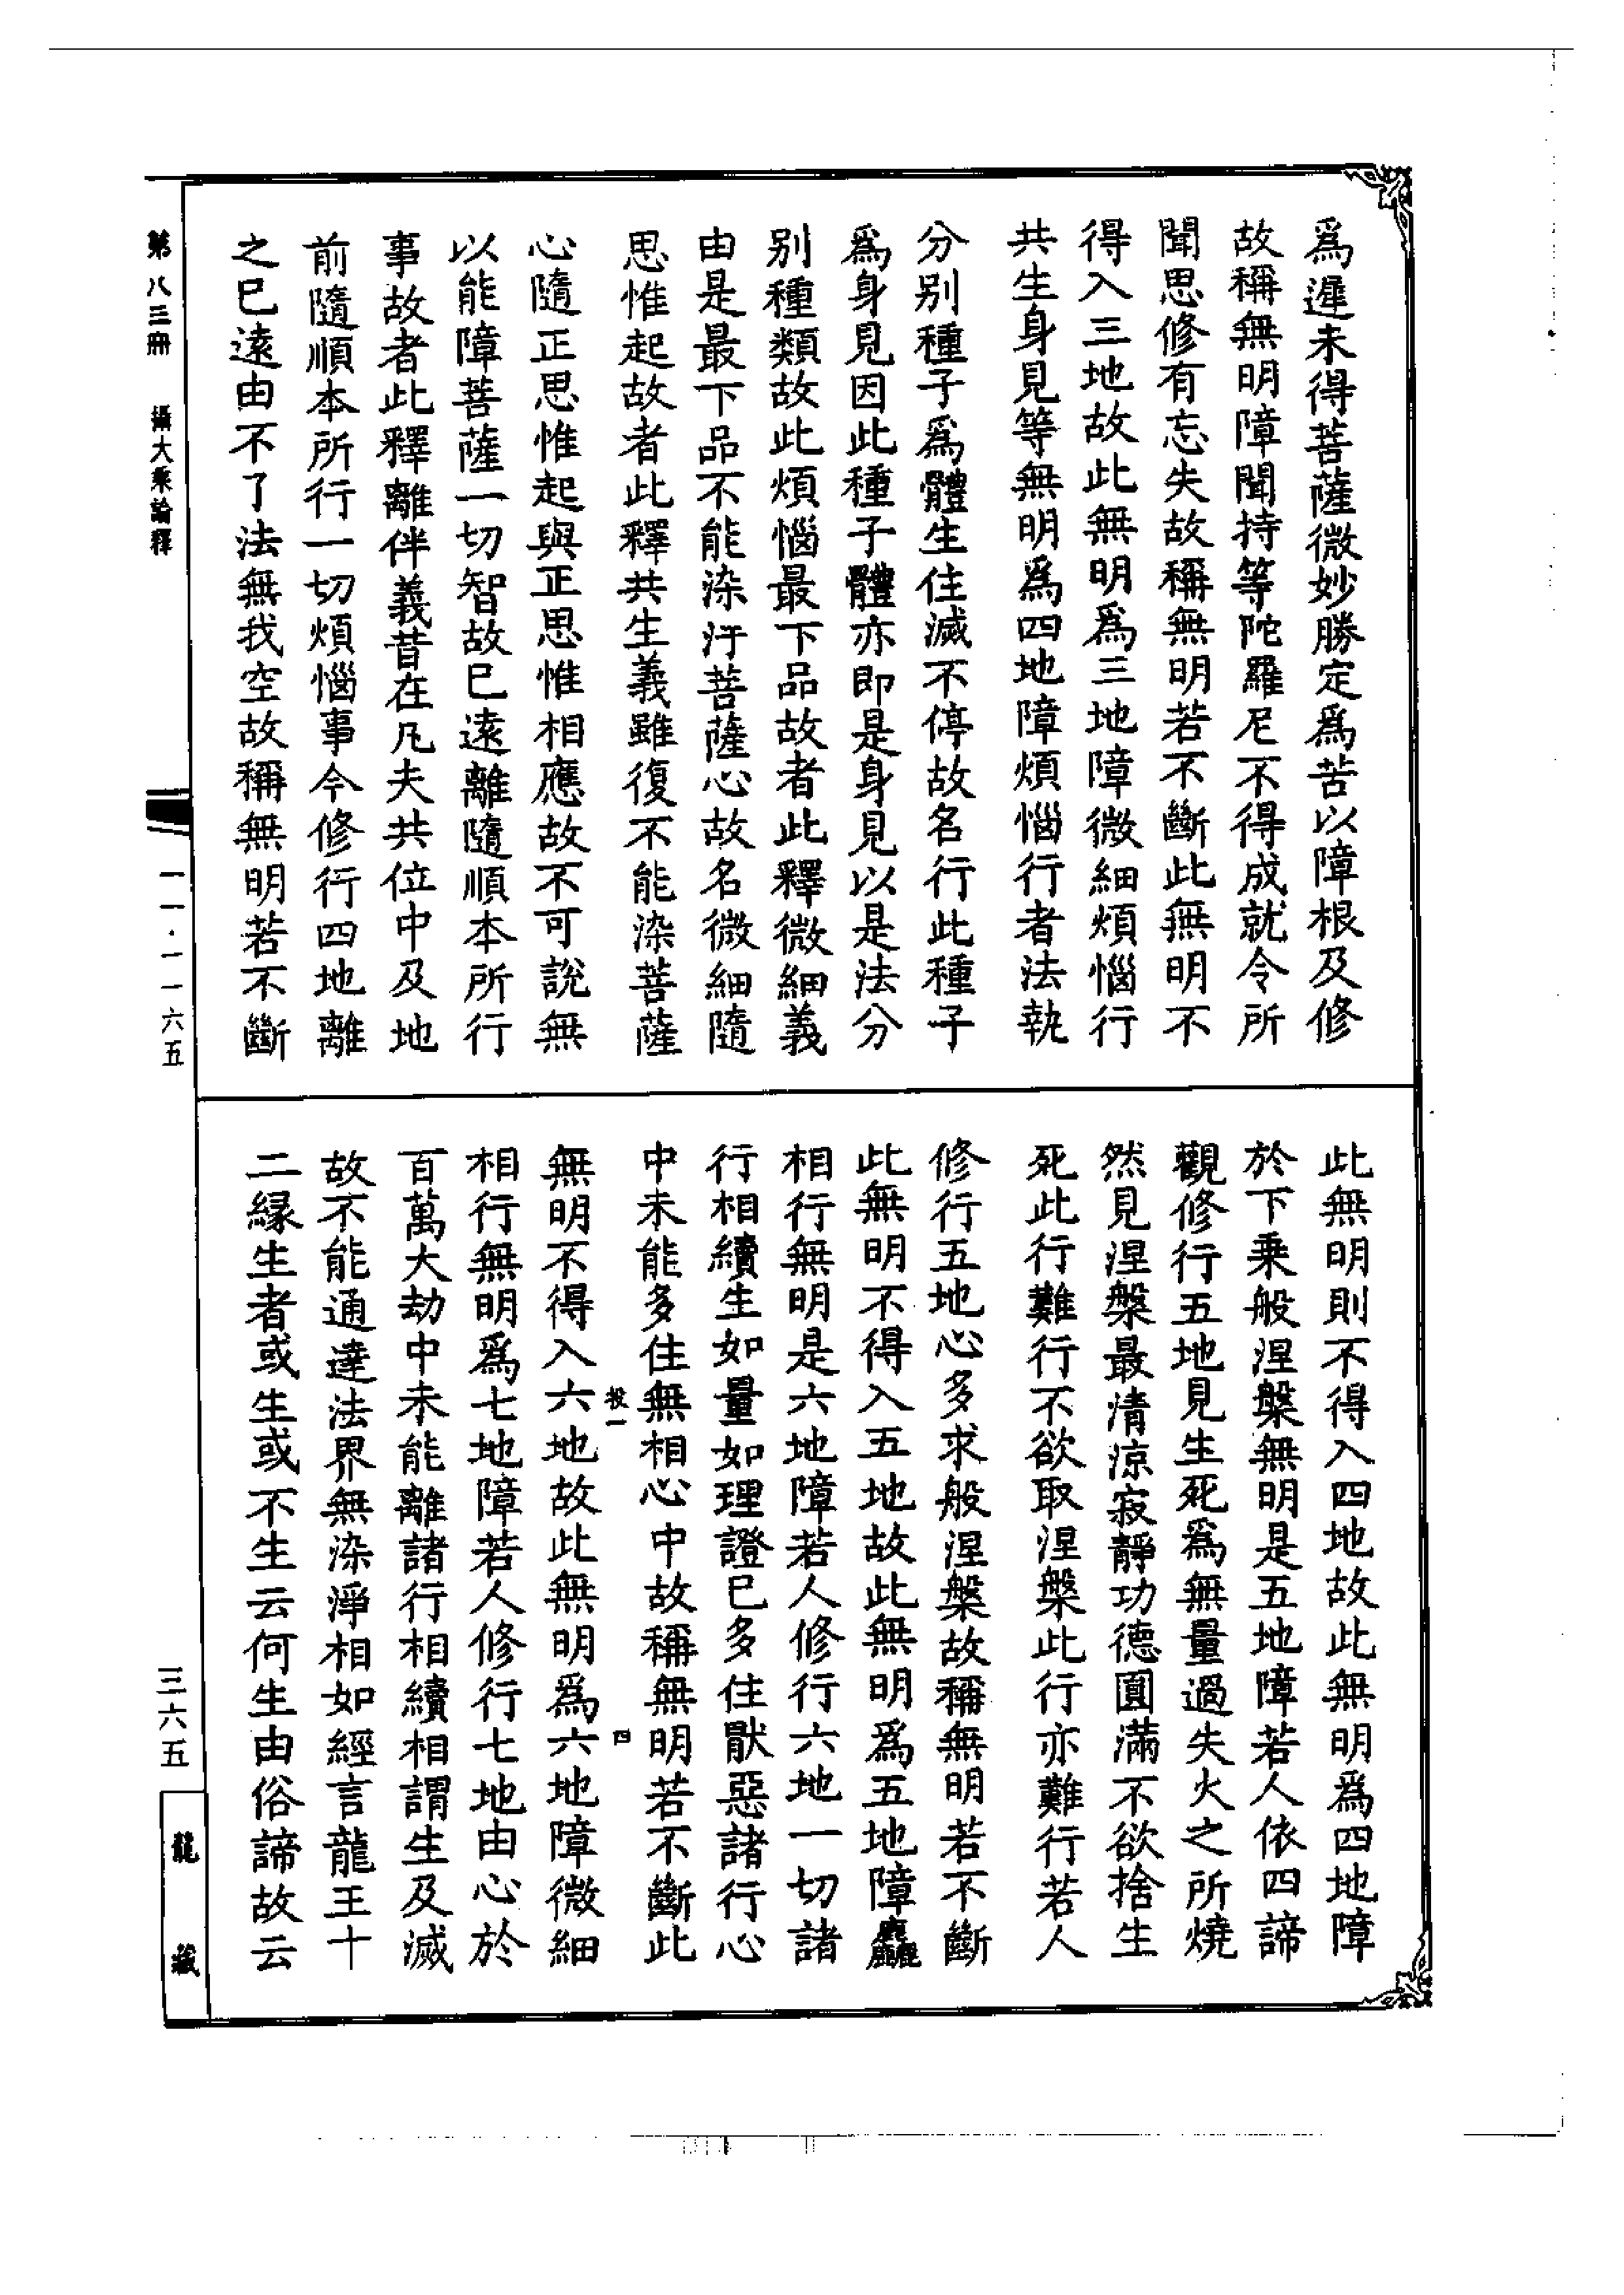 爲遲未得菩薩微妙勝定爲苦以障根及修
故稱無明障聞持等陀羅尼不得成就令所
聞思修有忘失故稱無明若不斷此無明不
得入三地故此無明爲三地障微細煩惱行
共生身見等無明爲四地障煩惱行者法執
分别種子爲體生住滅不停故名行此種子
爲身見因此種子體亦即是身見以是法分
别種類故此煩惱最下品故者此釋微細義
由是最下品不能染汙菩薩心故名微細隨
思惟起故者此釋共生義雖復不能染菩薩
心隨正思惟起與正思惟相應故不可說無
以能障菩薩一切智故巳遠離隨順本所行
事故者此釋離伴義昔在凡夫共位中及地
前隨順本所行一切煩惱事今修行四地離
之巳遠由不了法無我空故稱無明若不斷
此無明則不得入四地故此無明爲四地障
於下乗般涅槃無明是五地障若人依四諦
觀修行五地見生死爲無量過失火之所燒
然見涅槃最清涼寂靜功德圓滿不欲捨生
死此行難行不欲取涅槃此行亦難行若人
修行五地心多求般涅槃故稱無明若不斷
此無明不得入五地故此無明爲五地障麤
相行無明是六地障若人修行六地一切諸
行相續生如量如理證巳多住猒惡諸行心
中未能多住無相心中故稱無明若不斷此
投一
四
無明不得入六地故此無明爲六地障微細
相行無明爲七地障若人修行七地由心於
百萬大劫中未能離諸行相續相謂生及滅
故不能通達法界無染淨相如經言龍王十
二縁生者或生或不生云何生由俗諦故云
第八三冊 攝大乘論釋
一一·一一六五
三六五
龍藏